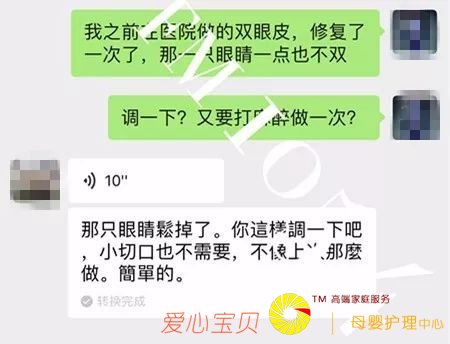 我之前在医院做的双眼皮，修复了
一次了，那一只眼睛一点也不双
调一下？又要打麻醉做一次？
10"
那只眼睛鬆掉了。你這樣調一下吧
，小切口也不需要，不像上那麼
做。簡單的。
转换完成
爱心宝贝
TM 高端家庭服务
母婴护理中心